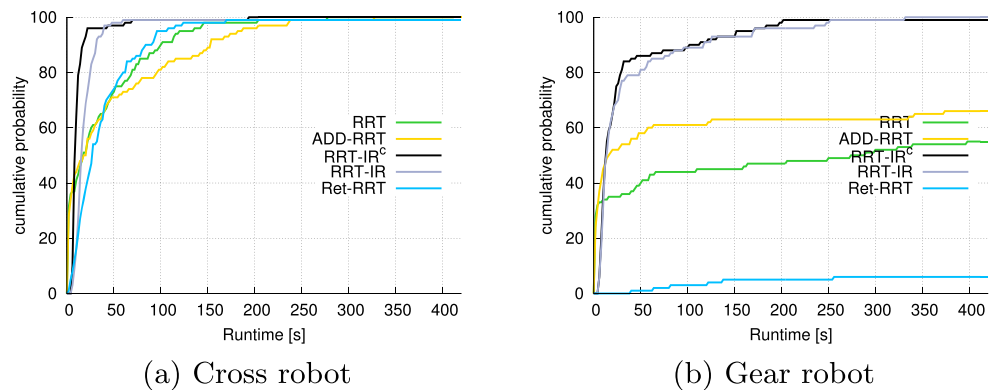 100
80
60
40
20
0
cumulative probability
RRT
ADD-RRT
RRT-IRᶜ
RRT-IR
Ret-RRT
0 50 100 150 200 250 300 350 400
Runtime [s]
(a) Cross robot
100
80
60
40
20
0
cumulative probability
RRT
ADD-RRT
RRT-IRᶜ
RRT-IR
Ret-RRT
0 50 100 150 200 250 300 350 400
Runtime [s]
(b) Gear robot